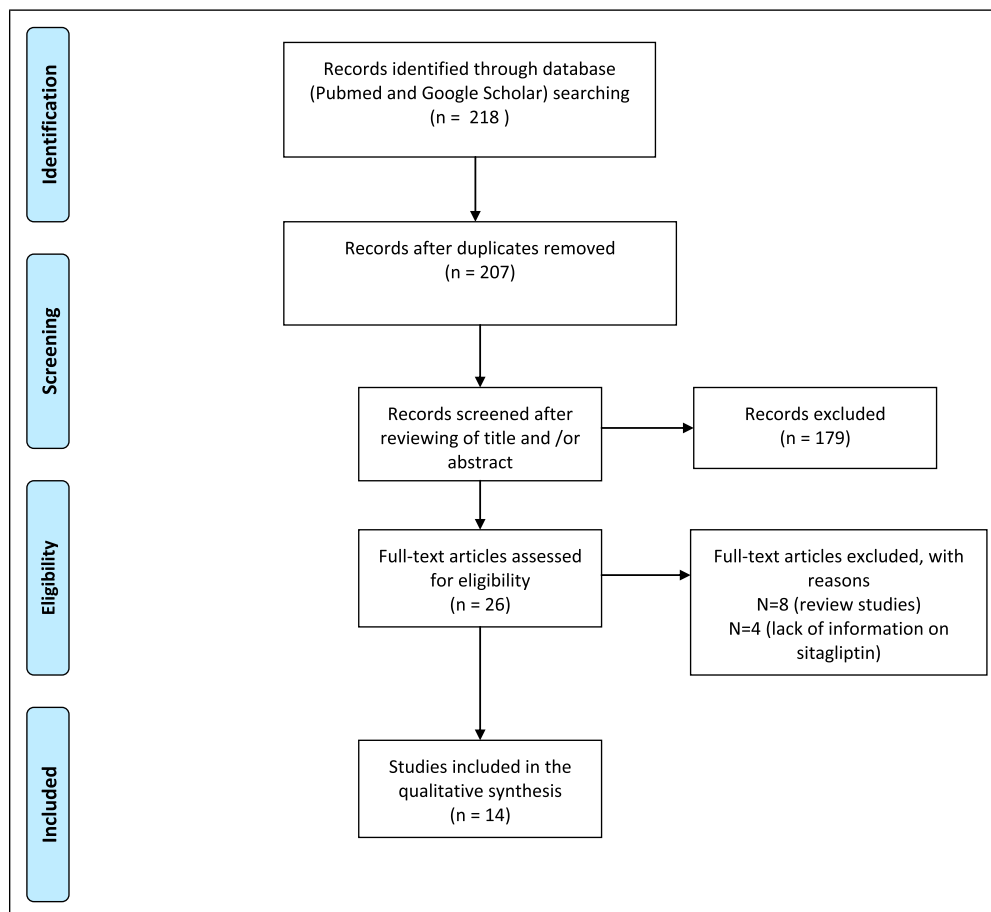 Identification
Records identified through database
(Pubmed and Google Scholar) searching
(n =  218 )
Records after duplicates removed
(n = 207)
Screening
Records screened after
reviewing of title and /or
abstract
Records excluded
(n = 179)
Eligibility
Full-text articles assessed
for eligibility
(n = 26)
Full-text articles excluded, with
reasons
N=8 (review studies)
N=4 (lack of information on
sitagliptin)
Included
Studies included in the
qualitative synthesis
(n = 14)